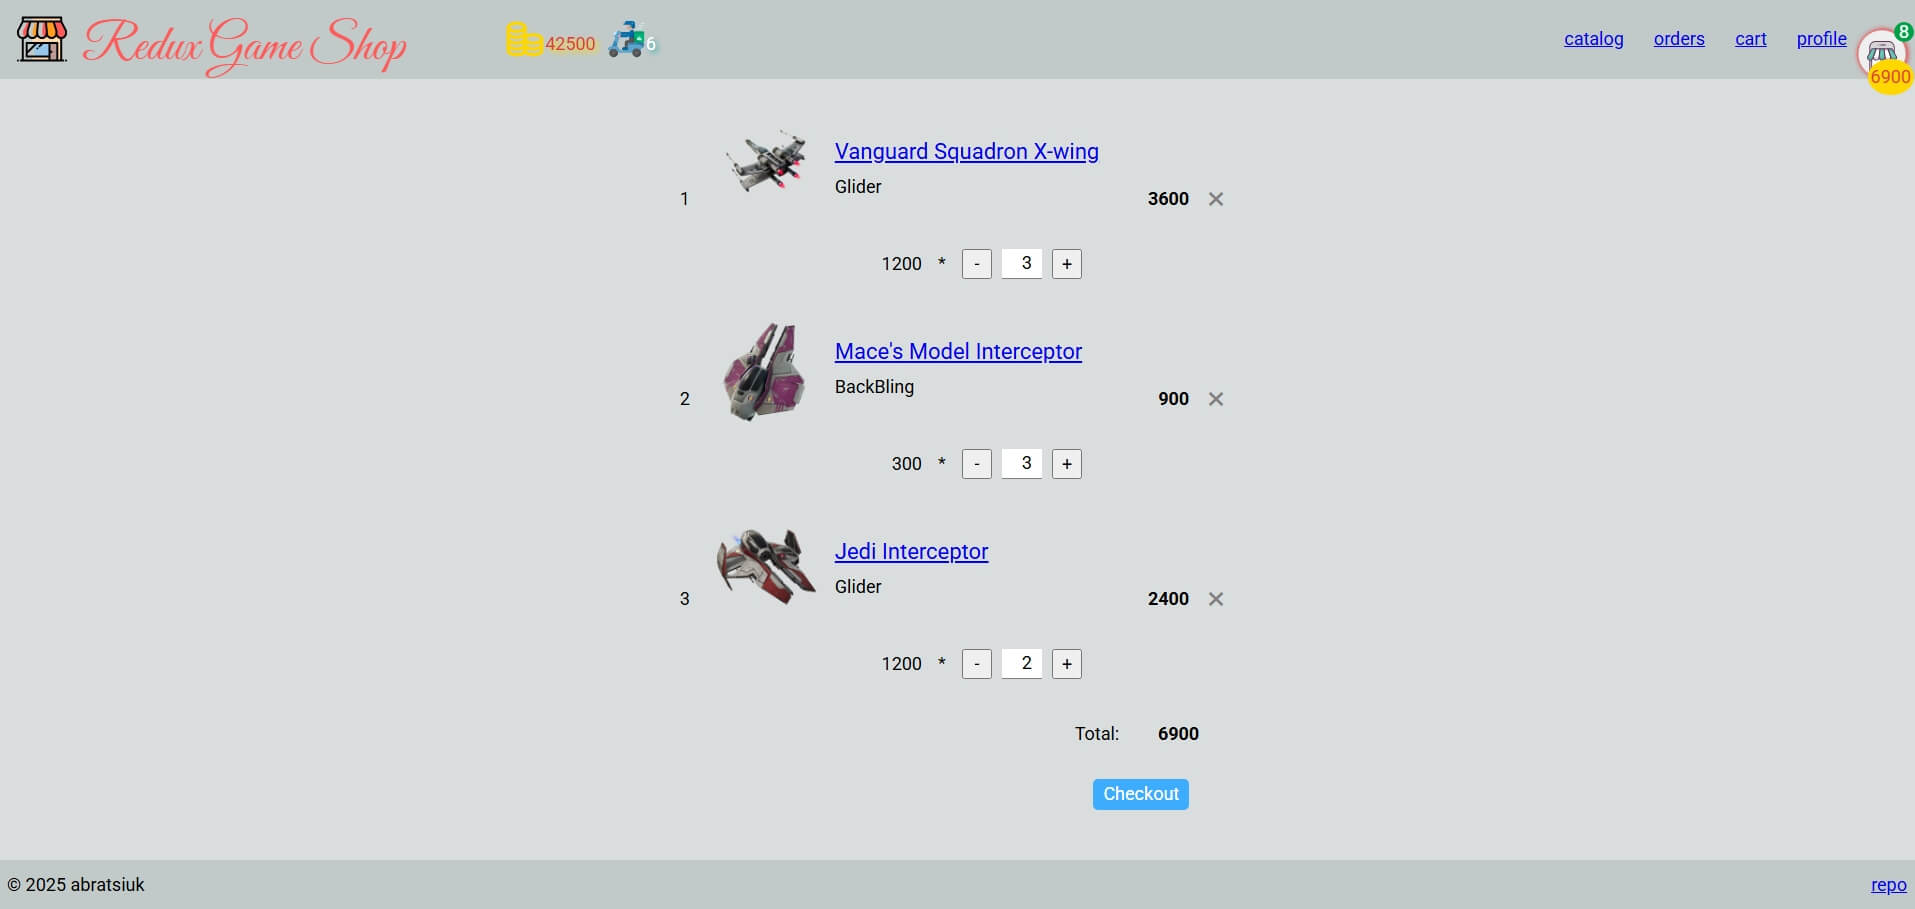 Redux Game Shop
42500
6
catalog orders cart profile
8
6900
Vanguard Squadron X-wing
Glider
1
3600 ×
1200 * - 3 +
Mace's Model Interceptor
BackBling
2
900 ×
300 * - 3 +
Jedi Interceptor
Glider
3
2400 ×
1200 * - 2 +
Total: 6900
Checkout
© 2025 abratsiuk
repo